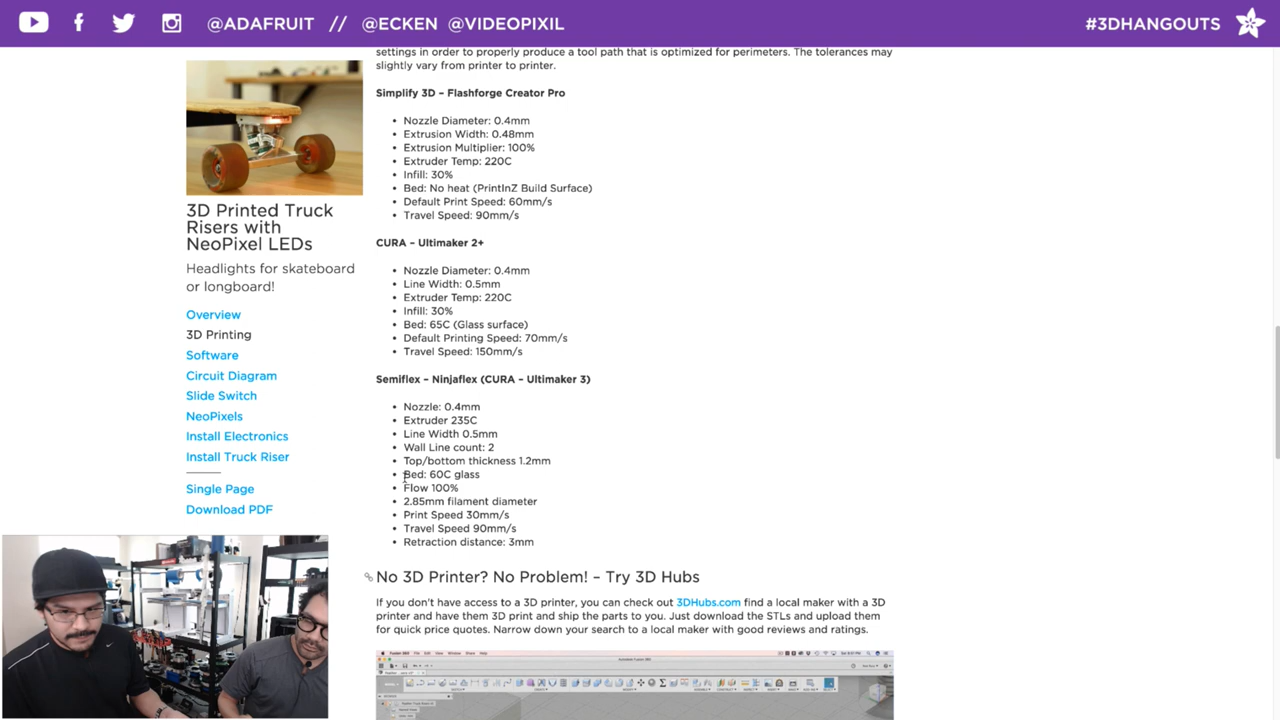 @ADAFRUIT // @ECKEN @VIDEOPIXIL
#3DHANGOUTS
settings in order to properly produce a tool path that is optimized for perimeters. The tolerances may
slightly vary from printer to printer.
Simplify 3D – Flashforge Creator Pro
• Nozzle Diameter: 0.4mm
• Extrusion Width: 0.48mm
• Extrusion Multiplier: 100%
• Extruder Temp: 220C
• Infill: 30%
• Bed: No heat (PrintInZ Build Surface)
• Default Print Speed: 60mm/s
• Travel Speed: 90mm/s
CURA – Ultimaker 2+
• Nozzle Diameter: 0.4mm
• Line Width: 0.5mm
• Extruder Temp: 220C
• Infill: 30%
• Bed: 65C (Glass surface)
• Default Printing Speed: 70mm/s
• Travel Speed: 150mm/s
Semiflex – Ninjaflex (CURA – Ultimaker 3)
• Nozzle: 0.4mm
• Extruder 235C
• Line Width 0.5mm
• Wall Line count: 2
• Top/bottom thickness 1.2mm
• Bed: 60C glass
• Flow 100%
• 2.85mm filament diameter
• Print Speed 30mm/s
• Travel Speed 90mm/s
• Retraction distance: 3mm
No 3D Printer? No Problem! – Try 3D Hubs
If you don't have access to a 3D printer, you can check out 3DHubs.com find a local maker with a 3D
printer and have them 3D print and ship the parts to you. Just download the STLs and upload them
for quick price quotes. Narrow down your search to a local maker with good reviews and ratings.
3D Printed Truck
Risers with
NeoPixel LEDs
Headlights for skateboard
or longboard!
Overview
3D Printing
Software
Circuit Diagram
Slide Switch
NeoPixels
Install Electronics
Install Truck Riser
Single Page
Download PDF